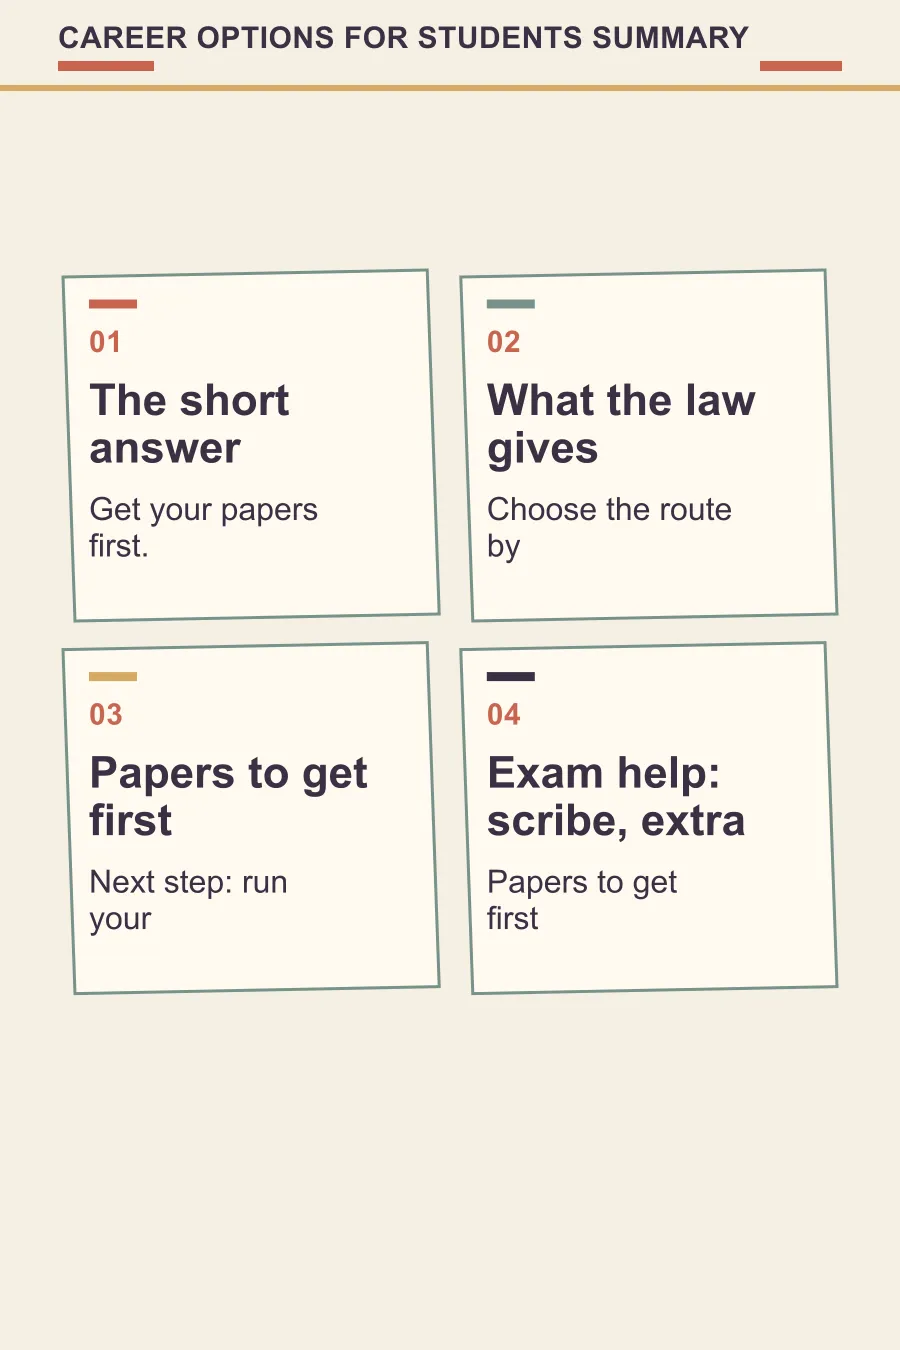 CAREER OPTIONS FOR STUDENTS SUMMARY
01
The short
answer
Get your papers
first.
02
What the law
gives
Choose the route
by
03
Papers to get
first
Next step: run
your
04
Exam help:
scribe, extra
Papers to get
first